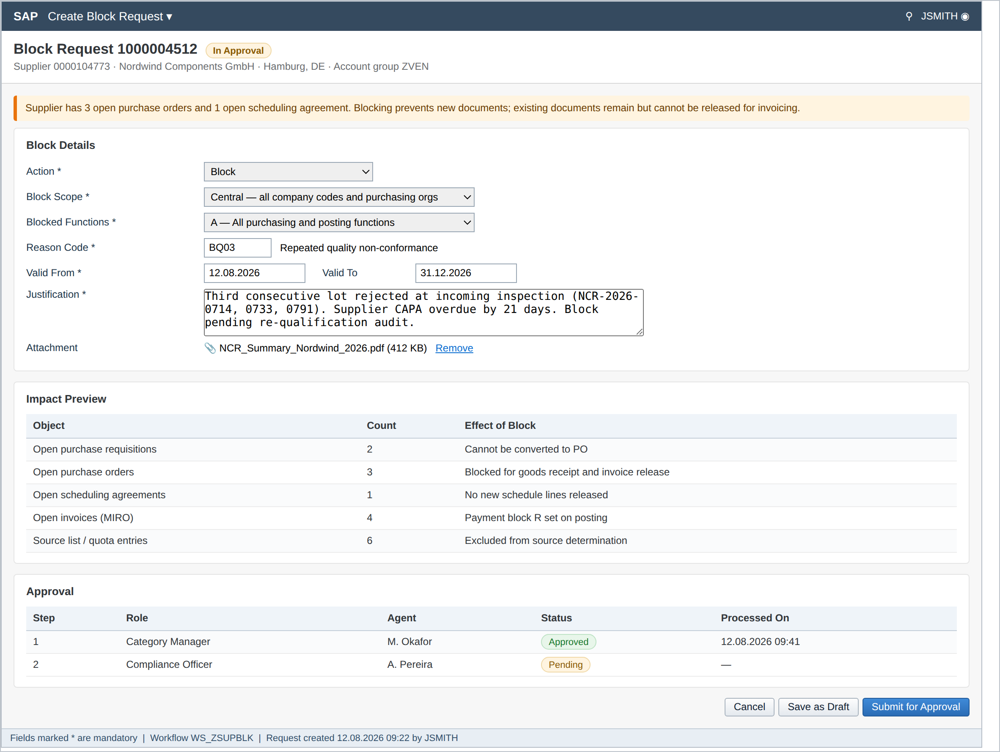 SAP Create Block Request ▾ JSMITH
Block Request 1000004512 In Approval
Supplier 0000104773 · Nordwind Components GmbH · Hamburg, DE · Account group ZVEN
Supplier has 3 open purchase orders and 1 open scheduling agreement. Blocking prevents new documents; existing documents remain but cannot be released for invoicing.
Block Details
Action * Block
Block Scope * Central — all company codes and purchasing orgs
Blocked Functions * A — All purchasing and posting functions
Reason Code * BQ03 Repeated quality non-conformance
Valid From * 12.08.2026 Valid To 31.12.2026
Justification * Third consecutive lot rejected at incoming inspection (NCR-2026-
0714, 0733, 0791). Supplier CAPA overdue by 21 days. Block
pending re-qualification audit.
Attachment NCR_Summary_Nordwind_2026.pdf (412 KB) Remove
Impact Preview
Object Count Effect of Block
Open purchase requisitions 2 Cannot be converted to PO
Open purchase orders 3 Blocked for goods receipt and invoice release
Open scheduling agreements 1 No new schedule lines released
Open invoices (MIRO) 4 Payment block R set on posting
Source list / quota entries 6 Excluded from source determination
Approval
Step Role Agent Status Processed On
1 Category Manager M. Okafor Approved 12.08.2026 09:41
2 Compliance Officer A. Pereira Pending —
Cancel Save as Draft Submit for Approval
Fields marked * are mandatory | Workflow WS_ZSUPBLK | Request created 12.08.2026 09:22 by JSMITH